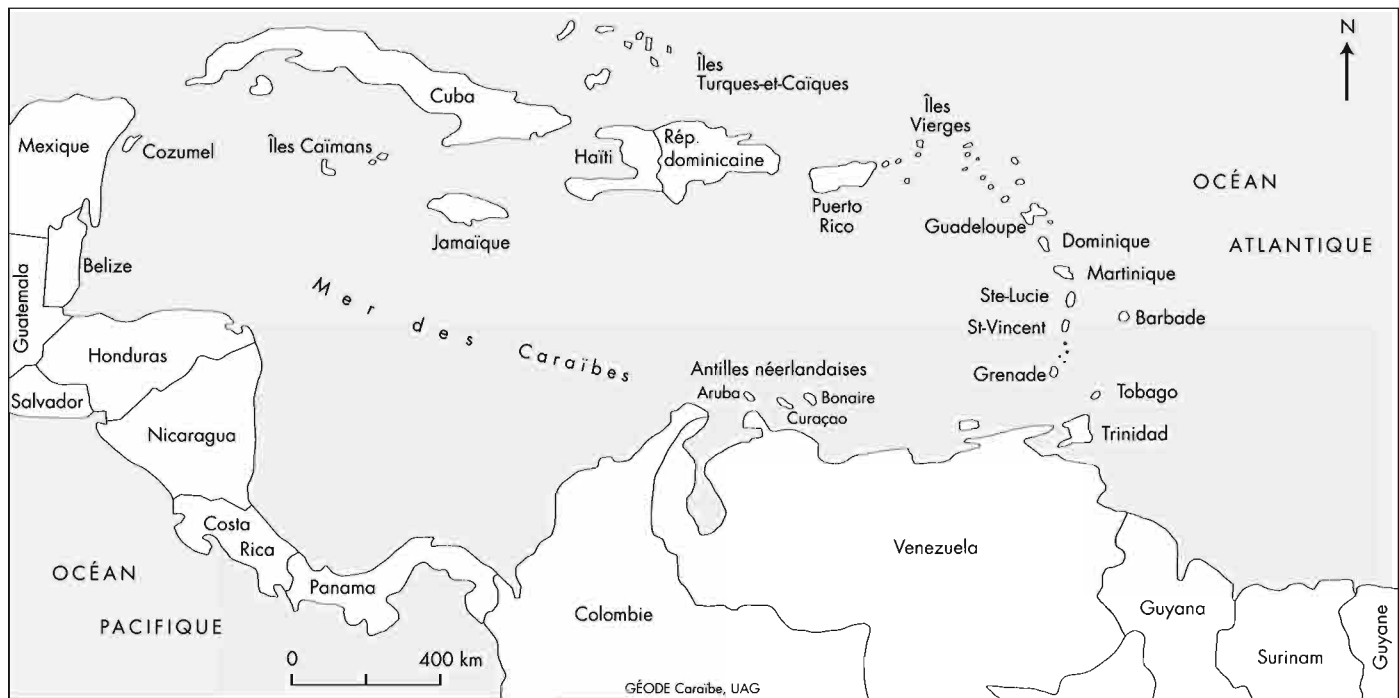 N
Îles
Turques-et-Caïques
Cuba
Îles
Vierges
Mexique
Cozumel
Îles Caïmans
Haïti
Rép.
dominicaine
OCÉAN
ATLANTIQUE
Puerto
Rico
Jamaïque
Guadeloupe
Dominique
Belize
Guatemala
Martinique
Mer des Caraïbes
Ste-Lucie
St-Vincent
Barbade
Honduras
Antilles néerlandaises
Grenade
Aruba
Bonaire
Curaçao
Tobago
Salvador
Nicaragua
Trinidad
Costa
Rica
Venezuela
OCÉAN
PACIFIQUE
Panama
Colombie
Guyana
Surinam
Guyane
0 400 km
GÉODE Caraïbe, UAG